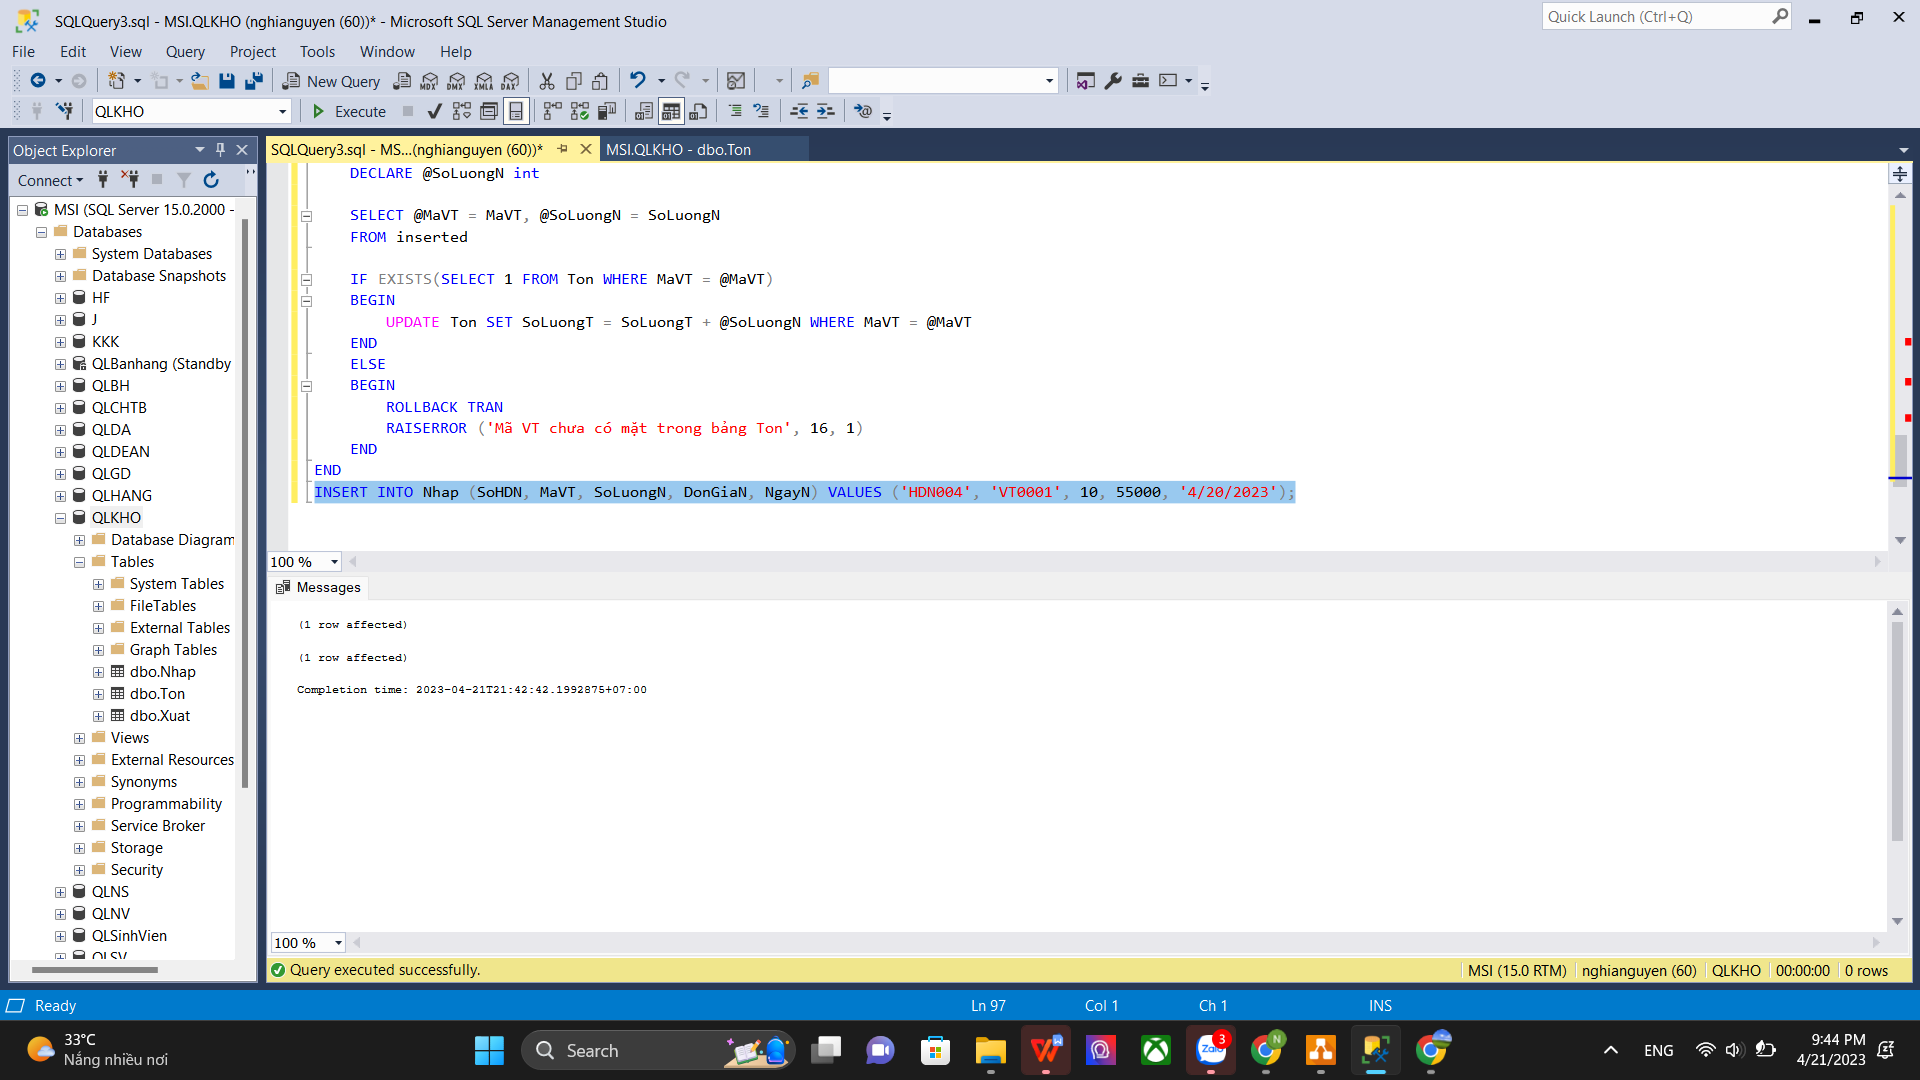 SQLQuery3.sql - MSI.QLKHO (nghianguyen (60))* - Microsoft SQL Server Management Studio
Quick Launch (Ctrl+Q)
File Edit View Query Project Tools Window Help
New Query
MDX DMX XMLA DAX
QLKHO
Execute
Object Explorer
SQLQuery3.sql - MS...(nghianguyen (60))*
MSI.QLKHO - dbo.Ton
Connect
MSI (SQL Server 15.0.2000 -
Databases
System Databases
Database Snapshots
HF
J
KKK
QLBanhang (Standby
QLBH
QLCHTB
QLDA
QLDEAN
QLGD
QLHANG
QLKHO
Database Diagram
Tables
System Tables
FileTables
External Tables
Graph Tables
dbo.Nhap
dbo.Ton
dbo.Xuat
Views
External Resources
Synonyms
Programmability
Service Broker
Storage
Security
QLNS
QLNV
QLSinhVien
QLSV
DECLARE @SoLuongN int
SELECT @MaVT = MaVT, @SoLuongN = SoLuongN
FROM inserted
IF EXISTS(SELECT 1 FROM Ton WHERE MaVT = @MaVT)
BEGIN
UPDATE Ton SET SoLuongT = SoLuongT + @SoLuongN WHERE MaVT = @MaVT
END
ELSE
BEGIN
ROLLBACK TRAN
RAISERROR ('Mã VT chưa có mặt trong bảng Ton', 16, 1)
END
END
INSERT INTO Nhap (SoHDN, MaVT, SoLuongN, DonGiaN, NgayN) VALUES ('HDN004', 'VT0001', 10, 55000, '4/20/2023');
100 %
Messages
(1 row affected)
(1 row affected)
Completion time: 2023-04-21T21:42:42.1992875+07:00
100 %
Query executed successfully.
MSI (15.0 RTM) nghianguyen (60) QLKHO 00:00:00 0 rows
Ready
Ln 97 Col 1 Ch 1 INS
33°C
Nắng nhiều nơi
Search
Zalo
3
N
ENG
9:44 PM
4/21/2023